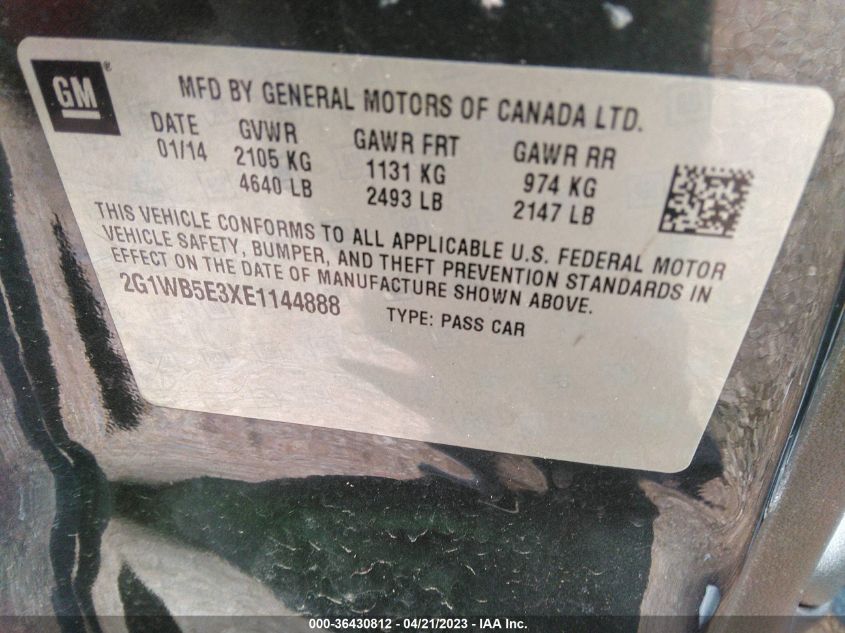 GM ®
MFD BY GENERAL MOTORS OF CANADA LTD.
DATE GVWR GAWR FRT GAWR RR
01/14 2105 KG 1131 KG 974 KG
4640 LB 2493 LB 2147 LB
THIS VEHICLE CONFORMS TO ALL APPLICABLE U.S. FEDERAL MOTOR
VEHICLE SAFETY, BUMPER, AND THEFT PREVENTION STANDARDS IN
EFFECT ON THE DATE OF MANUFACTURE SHOWN ABOVE.
2G1WB5E3XE1144888 TYPE: PASS CAR
000-36430812 - 04/21/2023 - IAA Inc.